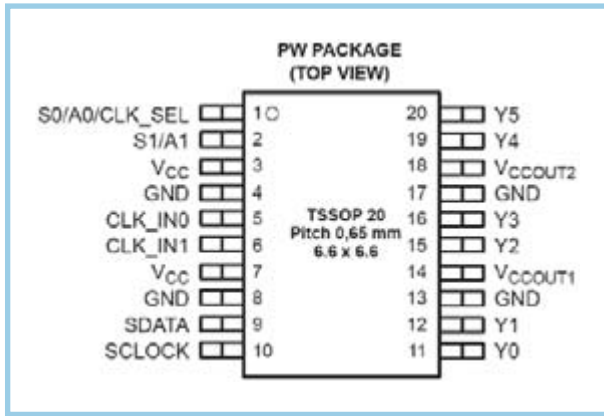 PW PACKAGE
(TOP VIEW)
S0/A0/CLK_SEL 1 20 Y5
S1/A1 2 19 Y4
VCC 3 18 VCCOUT2
GND 4 17 GND
CLK_IN0 5 16 Y3
CLK_IN1 6 15 Y2
VCC 7 14 VCCOUT1
GND 8 13 GND
SDATA 9 12 Y1
SCLOCK 10 11 Y0
TSSOP 20
Pitch 0,65 mm
6.6 x 6.6